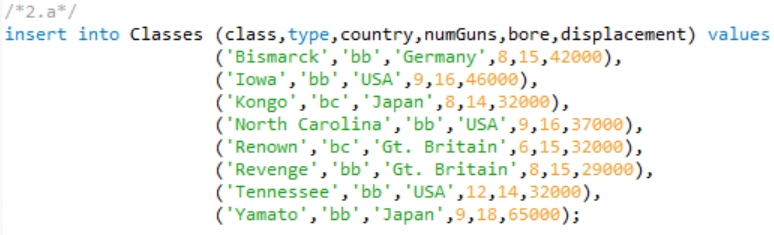 /*2.a*/
insert into Classes (class,type,country,numGuns,bore,displacement) values
('Bismarck','bb','Germany',8,15,42000),
('Iowa','bb','USA',9,16,46000),
('Kongo','bc','Japan',8,14,32000),
('North Carolina','bb','USA',9,16,37000),
('Renown','bc','Gt. Britain',6,15,32000),
('Revenge','bb','Gt. Britain',8,15,29000),
('Tennessee','bb','USA',12,14,32000),
('Yamato','bb','Japan',9,18,65000);